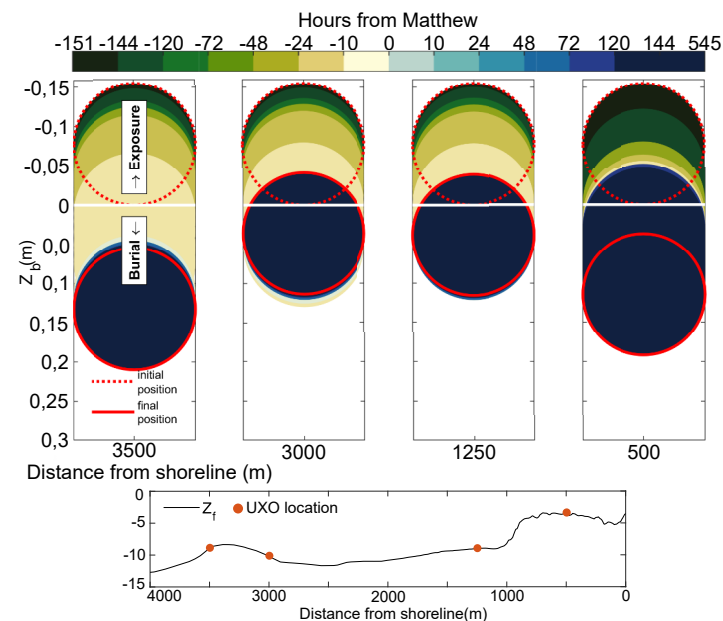 Hours from Matthew
-151 -144 -120 -72 -48 -24 -10 0 10 24 48 72 120 144 545
-0,15
-0,1
-0,05
0
0,0
0,1
0,15
0,2
0,3
Z_b(m)
→ Exposure
Burial ←
initial
position
final
position
3500 3000 1250 500
Distance from shoreline (m)
Z_f UXO location
0
-5
-10
-15
4000 3000 2000 1000 0
Distance from shoreline(m)